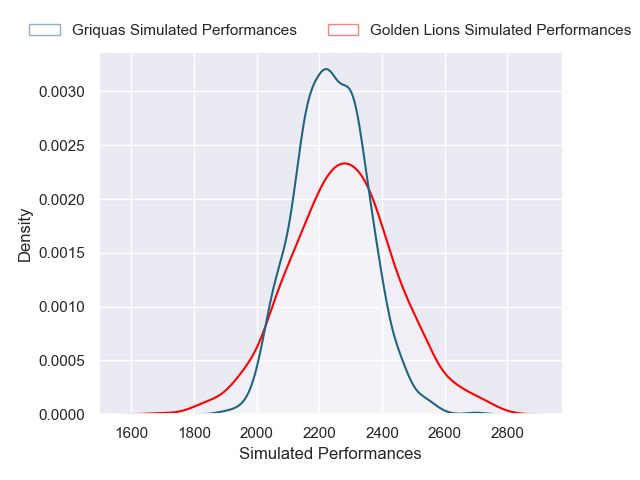 Griquas Simulated Performances
Golden Lions Simulated Performances
0.0030
0.0025
0.0020
0.0015
0.0010
0.0005
0.0000
Density
1600 1800 2000 2200 2400 2600 2800
Simulated Performances